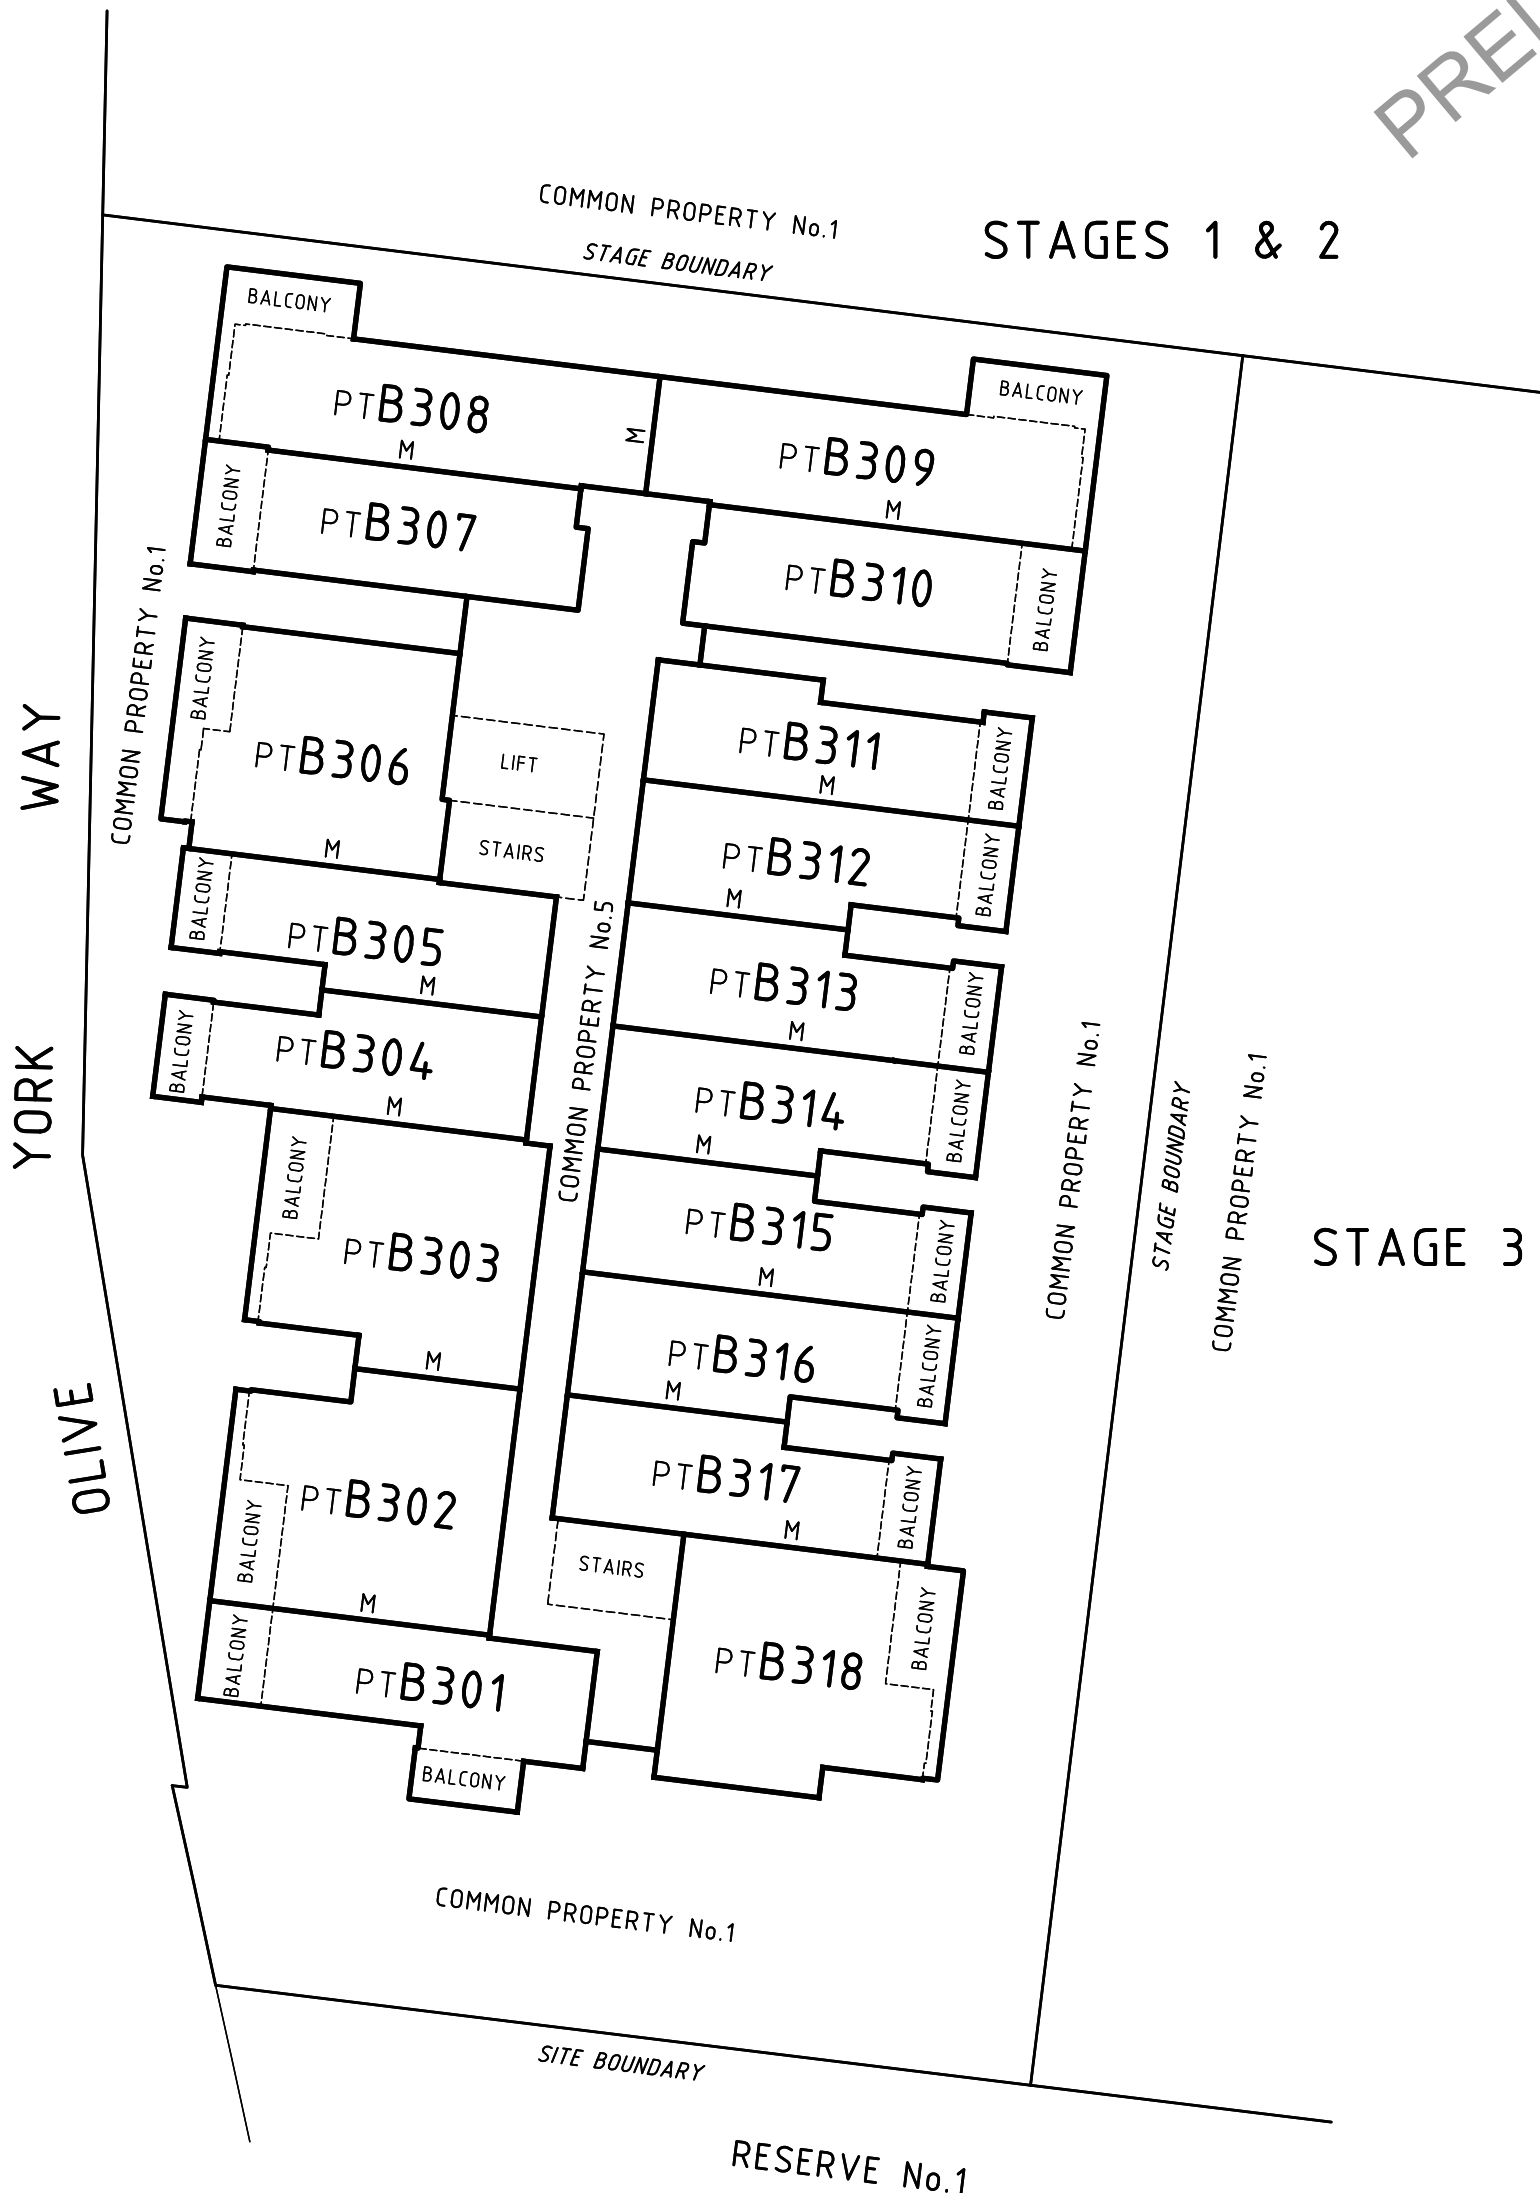 PREL
COMMON PROPERTY No.1
STAGES 1 & 2
STAGE BOUNDARY
BALCONY
BALCONY
PTB308
M
M
PTB309
M
BALCONY
PTB307
PTB310
BALCONY
COMMON PROPERTY No.1
BALCONY
PTB306
M
LIFT
STAIRS
PTB311
M
BALCONY
PTB312
M
BALCONY
BALCONY
PTB305
M
COMMON PROPERTY No.5
PTB313
M
BALCONY
BALCONY
PTB304
M
PTB314
M
BALCONY
COMMON PROPERTY No.1
STAGE BOUNDARY
COMMON PROPERTY No.1
STAGE 3
BALCONY
PTB303
M
PTB315
M
BALCONY
PTB316
M
BALCONY
OLIVE YORK WAY
PTB302
BALCONY
M
PTB317
M
BALCONY
STAIRS
BALCONY
PTB301
BALCONY
PTB318
BALCONY
COMMON PROPERTY No.1
SITE BOUNDARY
RESERVE No.1